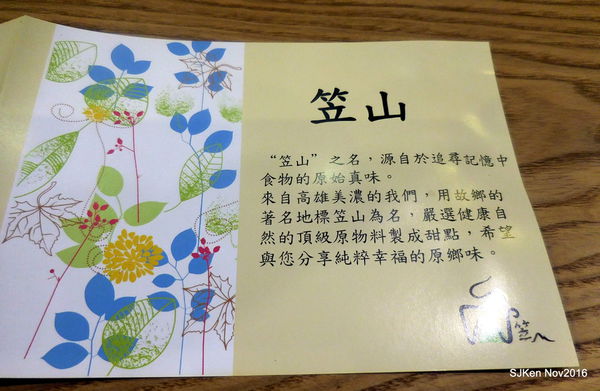 笠山
“笠山”之名，源自於追尋記憶中
食物的原始真味。
來自高雄美濃的我們，用故鄉的
著名地標笠山為名，嚴選健康自
然的頂級原物料製成甜點，希望
與您分享純粹幸福的原鄉味。
笠山
SJKen Nov2016